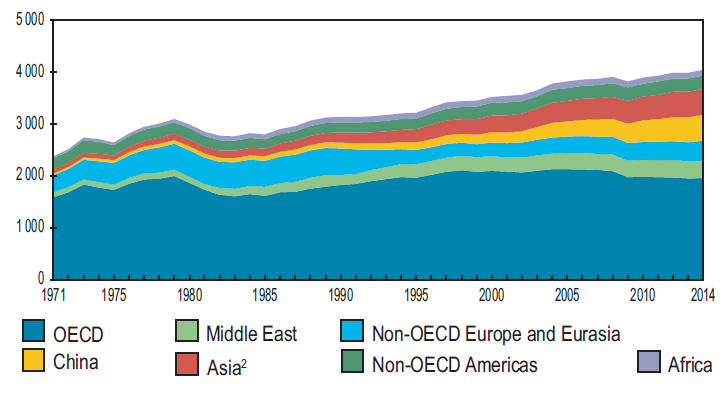 5 000
4 000
3 000
2 000
1 000
0
1971 1975 1980 1985 1990 1995 2000 2005 2010 2014
OECD Middle East Non-OECD Europe and Eurasia
China Asia² Non-OECD Americas Africa